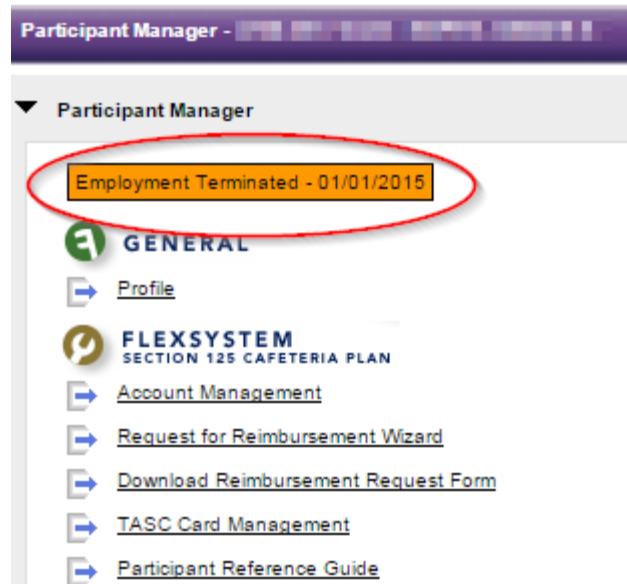 Participant Manager -
Participant Manager
Employment Terminated - 01/01/2015
GENERAL
Profile
FLEXSYSTEM
SECTION 125 CAFETERIA PLAN
Account Management
Request for Reimbursement Wizard
Download Reimbursement Request Form
TASC Card Management
Participant Reference Guide